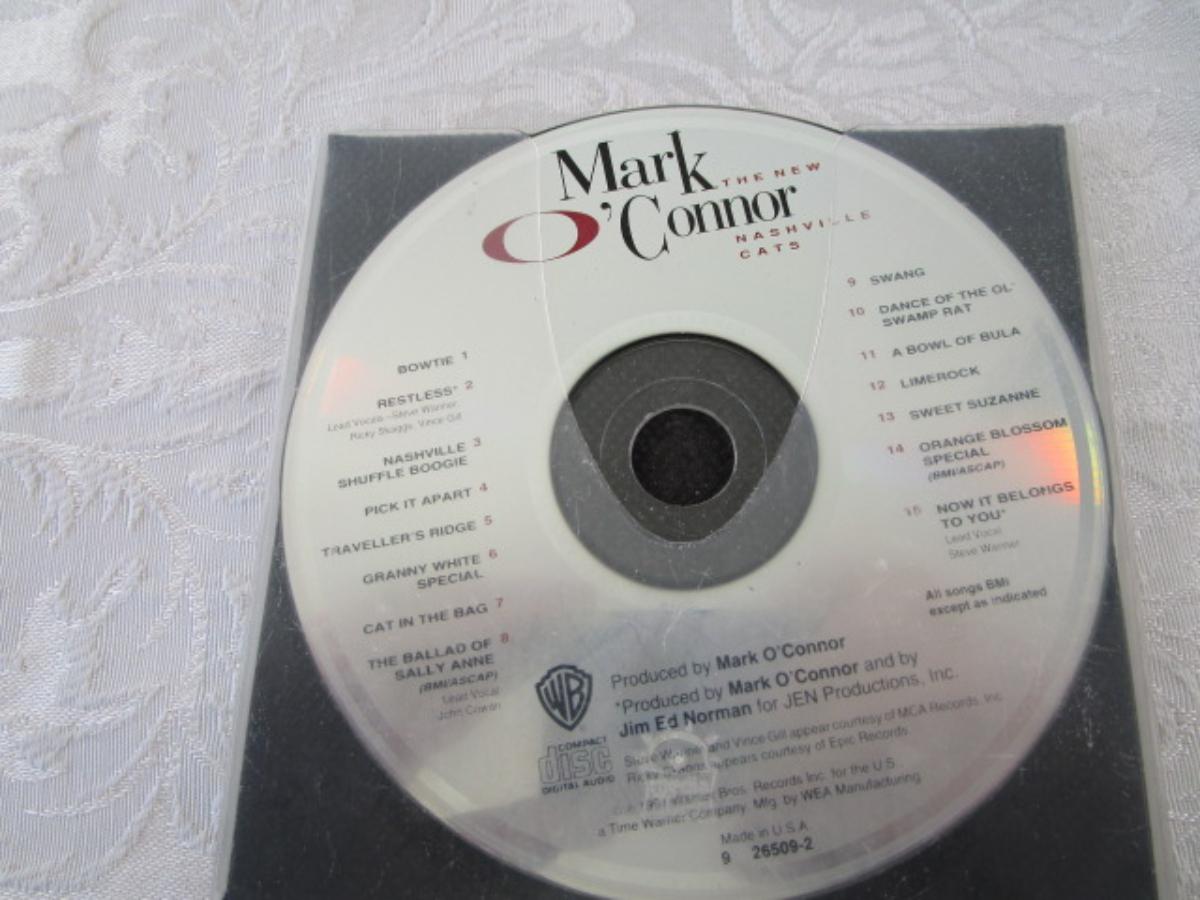 Mark
O'Connor
THE NEW
NASHVILLE
CATS
BOWTIE 1
RESTLESS* 2
Lead Vocals – Steve Wariner,
Ricky Skaggs, Vince Gill
NASHVILLE 3
SHUFFLE BOOGIE
PICK IT APART 4
TRAVELLER'S RIDGE 5
GRANNY WHITE 6
SPECIAL
CAT IN THE BAG 7
THE BALLAD OF 8
SALLY ANNE
(BMI/ASCAP)
Lead Vocal
John Cowan
9 SWANG
10 DANCE OF THE OL'
SWAMP RAT
11 A BOWL OF BULA
12 LIMEROCK
13 SWEET SUZANNE
14 ORANGE BLOSSOM
SPECIAL
(BMI/ASCAP)
15 NOW IT BELONGS
TO YOU*
Lead Vocal
Steve Wariner
All songs BMI
except as indicated
WB
COMPACT
disc
DIGITAL AUDIO
Produced by Mark O'Connor
*Produced by Mark O'Connor and by
Jim Ed Norman for JEN Productions, Inc.
Steve Wariner and Vince Gill appear courtesy of MCA Records, Inc.
Ricky Skaggs appears courtesy of Epic Records.
1991 Warner Bros. Records Inc. for the U.S.
a Time Warner Company. Mfg. by WEA Manufacturing
Made in U.S.A.
9 26509-2